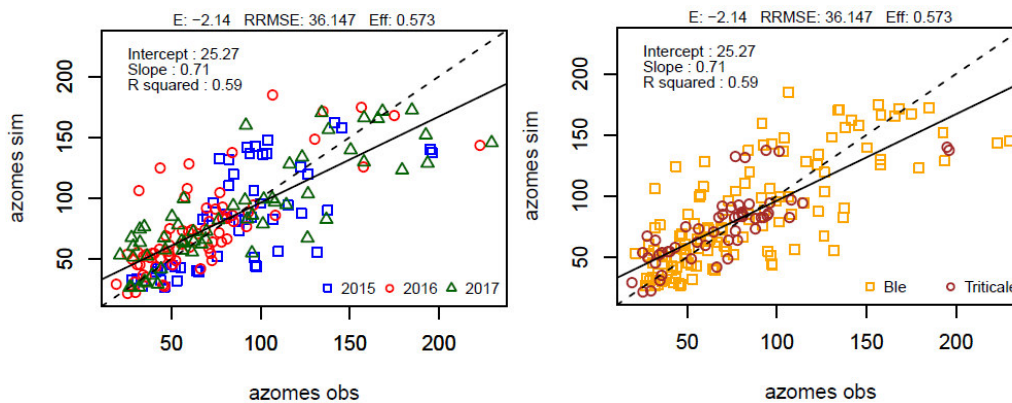 E: −2.14 RRMSE: 36.147 Eff: 0.573
Intercept : 25.27
Slope : 0.71
R squared : 0.59
azomes sim
200
150
100
50
2015 2016 2017
50 100 150 200
azomes obs
E: −2.14 RRMSE: 36.147 Eff: 0.573
Intercept : 25.27
Slope : 0.71
R squared : 0.59
azomes sim
200
150
100
50
Ble Triticale
50 100 150 200
azomes obs